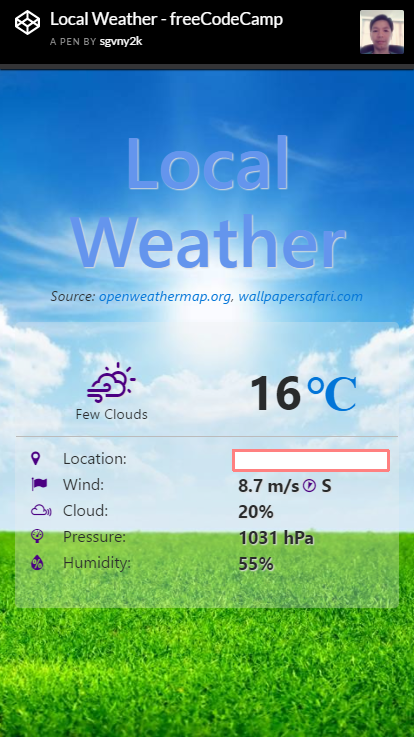 Local Weather - freeCodeCamp
A PEN BY sgvny2k
Local
Weather
Source: openweathermap.org, wallpapersafari.com
16 °C
Few Clouds
Location:
Wind: 8.7 m/s S
Cloud: 20%
Pressure: 1031 hPa
Humidity: 55%